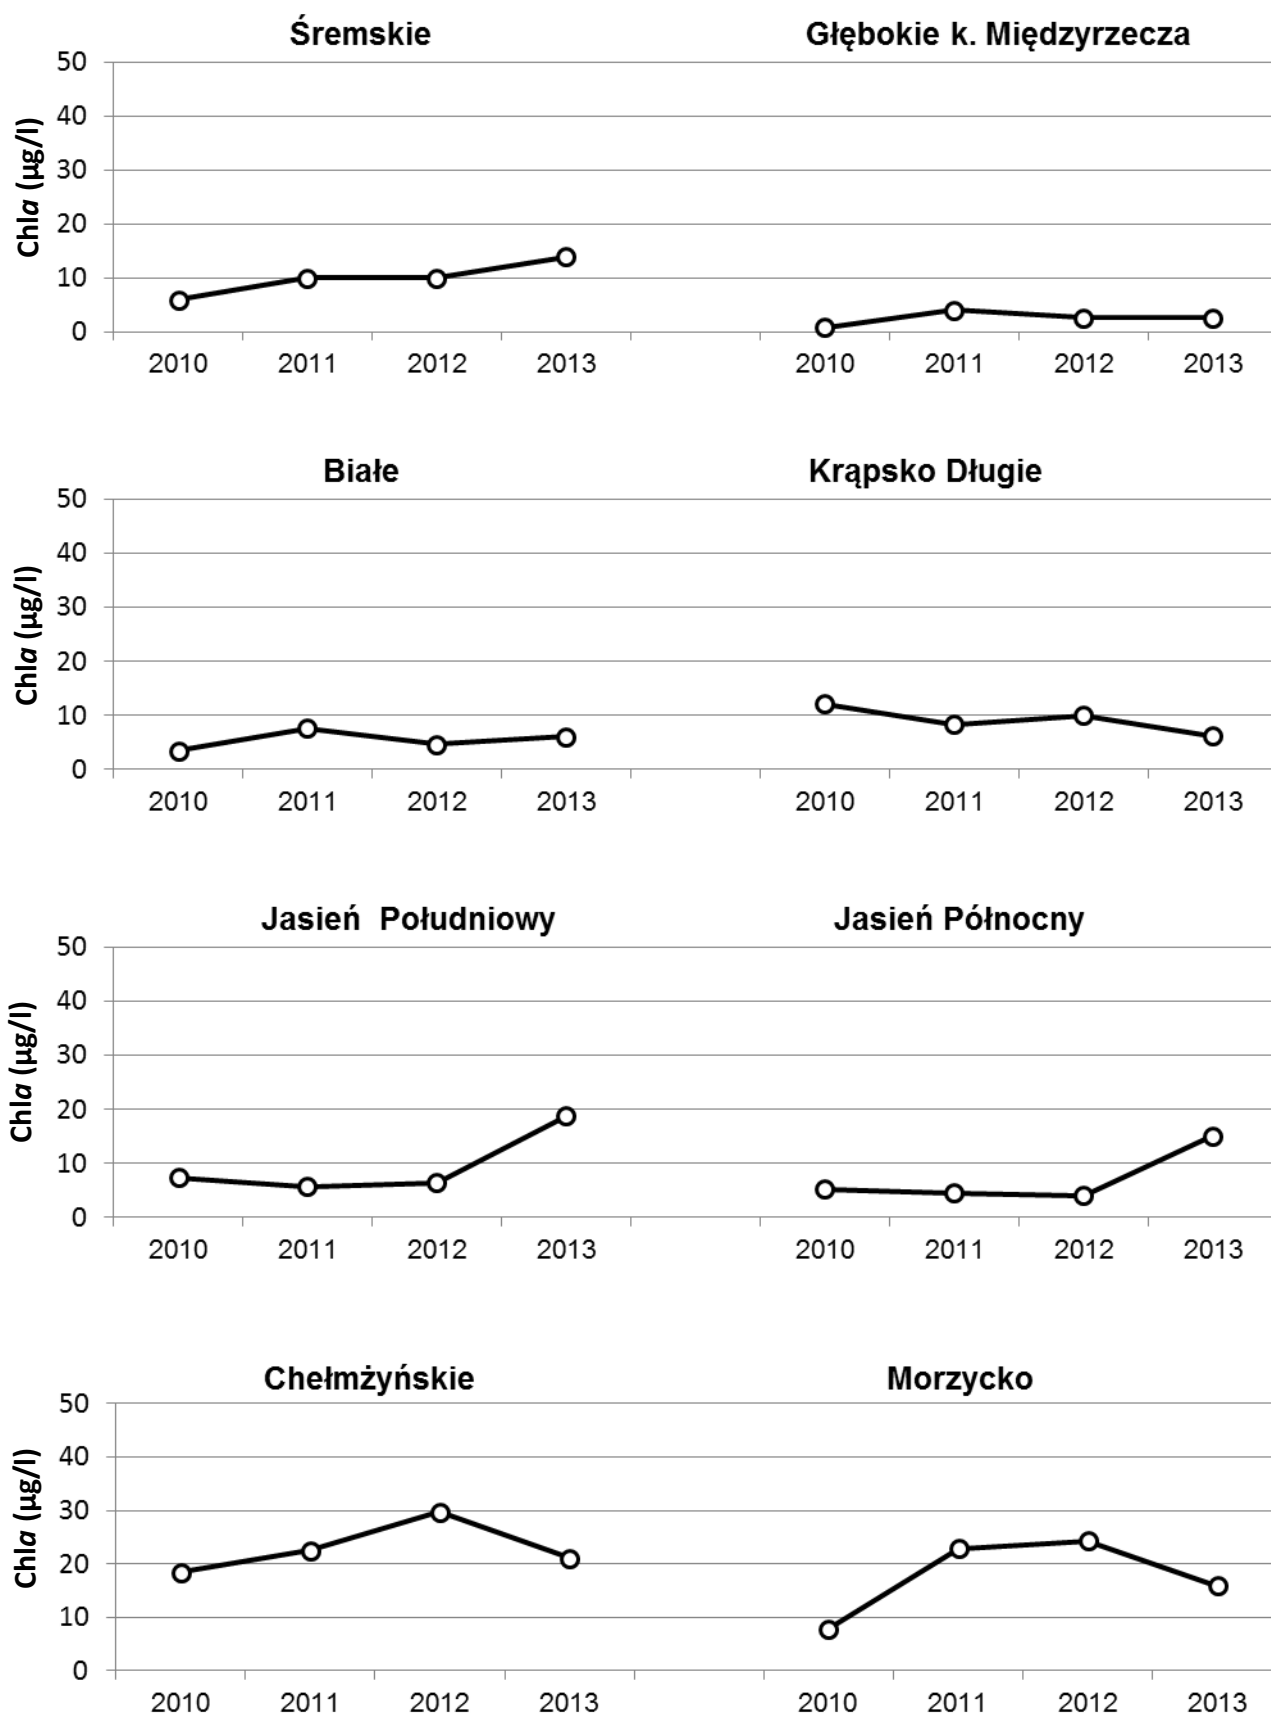 Śremskie Głębokie k. Międzyrzecza
50
40
30
20
10
0
Chla (µg/l)
2010 2011 2012 2013 2010 2011 2012 2013
Białe Krąpsko Długie
50
40
30
20
10
0
Chla (µg/l)
2010 2011 2012 2013 2010 2011 2012 2013
Jasień Południowy Jasień Północny
50
40
30
20
10
0
Chla (µg/l)
2010 2011 2012 2013 2010 2011 2012 2013
Chełmżyńskie Morzycko
50
40
30
20
10
0
Chla (µg/l)
2010 2011 2012 2013 2010 2011 2012 2013